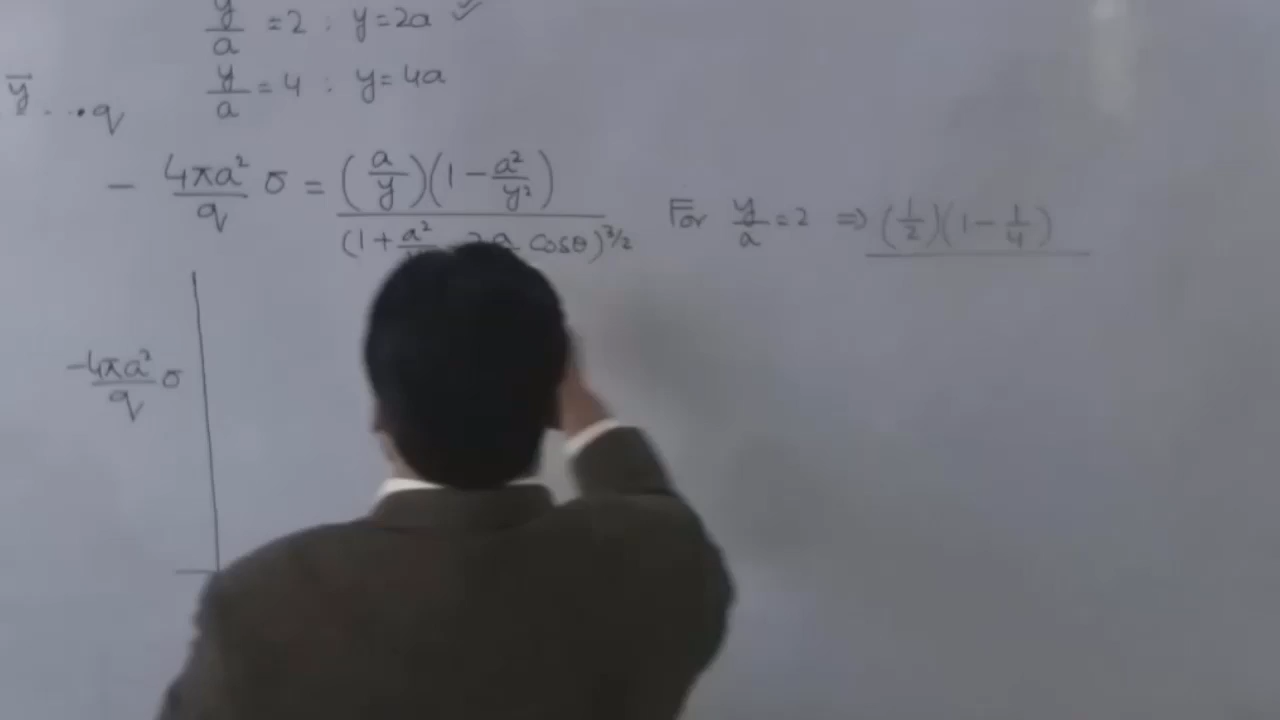 y/a = 2 : y = 2a ✓
y/a = 4 : y = 4a
y̅ ... q
- 4πa²/q σ = (a/y)(1 - a²/y²)
(1 + a² cosθ)^3/2
For y/a = 2 ⇒ (1/2)(1 - 1/4)
-4πa²/q σ